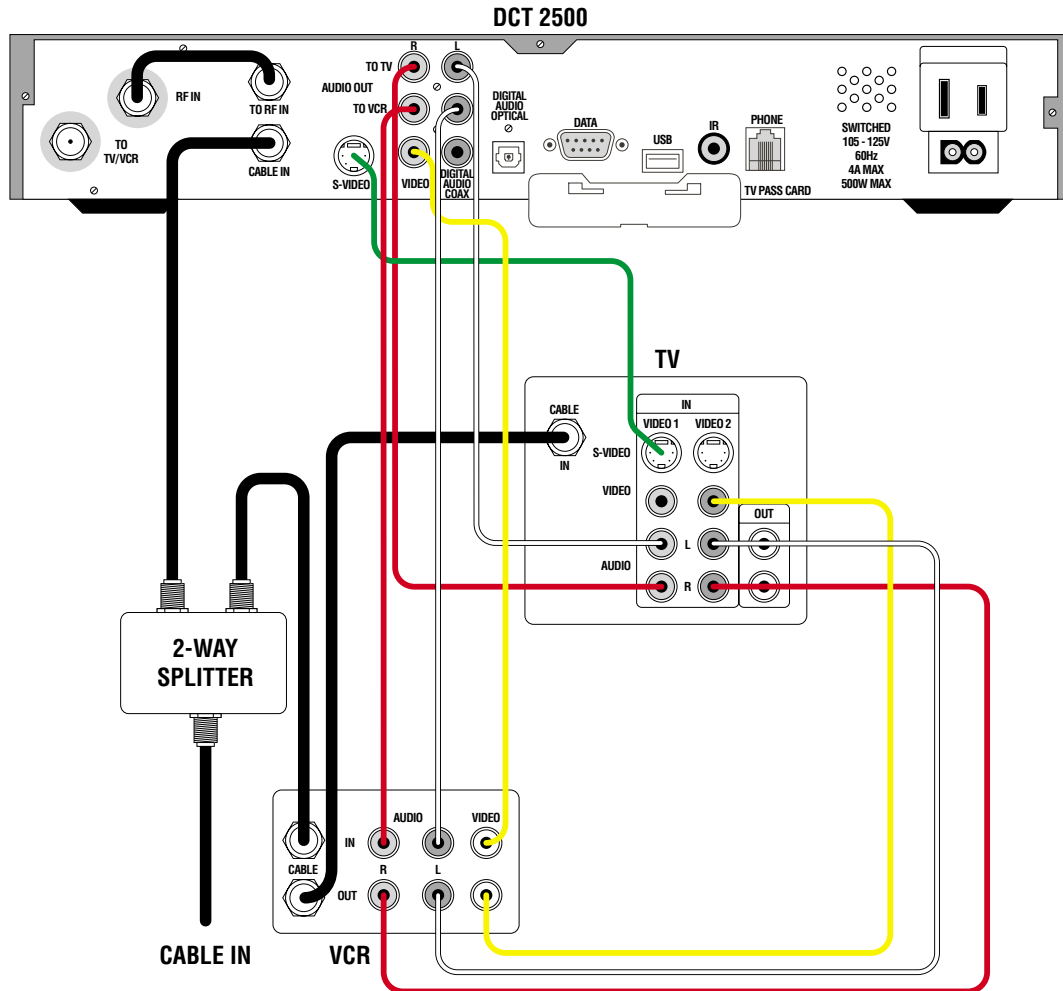 DCT 2500
R
L
TO TV
AUDIO OUT
TO VCR
RF IN
TO RF IN
TO
TV/VCR
CABLE IN
S-VIDEO
VIDEO
DIGITAL
AUDIO
COAX
DIGITAL
AUDIO
OPTICAL
DATA
USB
IR
PHONE
TV PASS CARD
SWITCHED
105 - 125V
60Hz
4A MAX
500W MAX
TV
CABLE
IN
IN
VIDEO 1
VIDEO 2
S-VIDEO
VIDEO
AUDIO
L
R
OUT
2-WAY
SPLITTER
CABLE IN
AUDIO
VIDEO
IN
CABLE
R
L
OUT
VCR